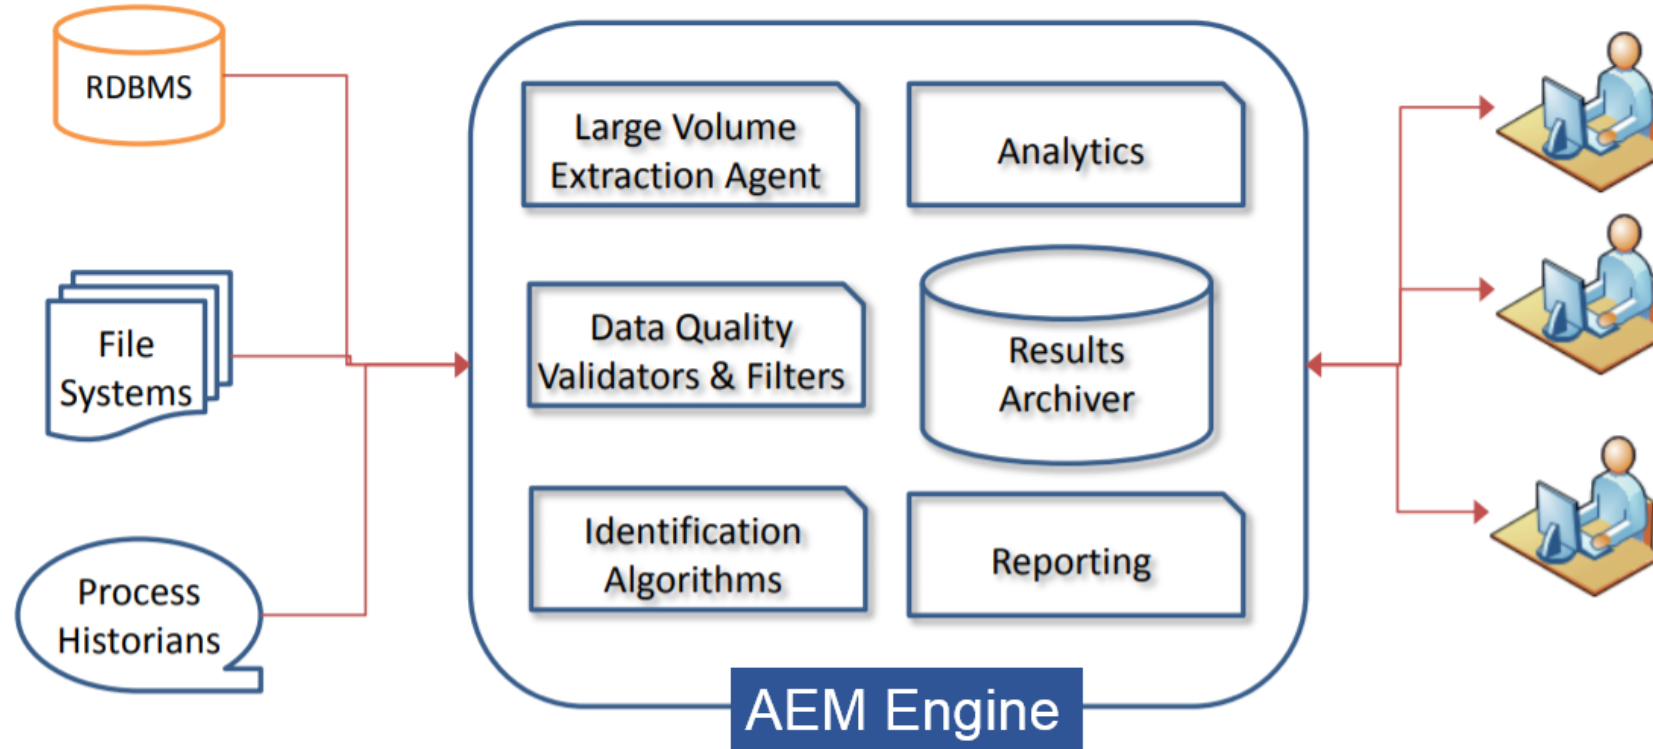 RDBMS
File
Systems
Process
Historians
Large Volume
Extraction Agent
Data Quality
Validators & Filters
Identification
Algorithms
Analytics
Results
Archiver
Reporting
AEM Engine